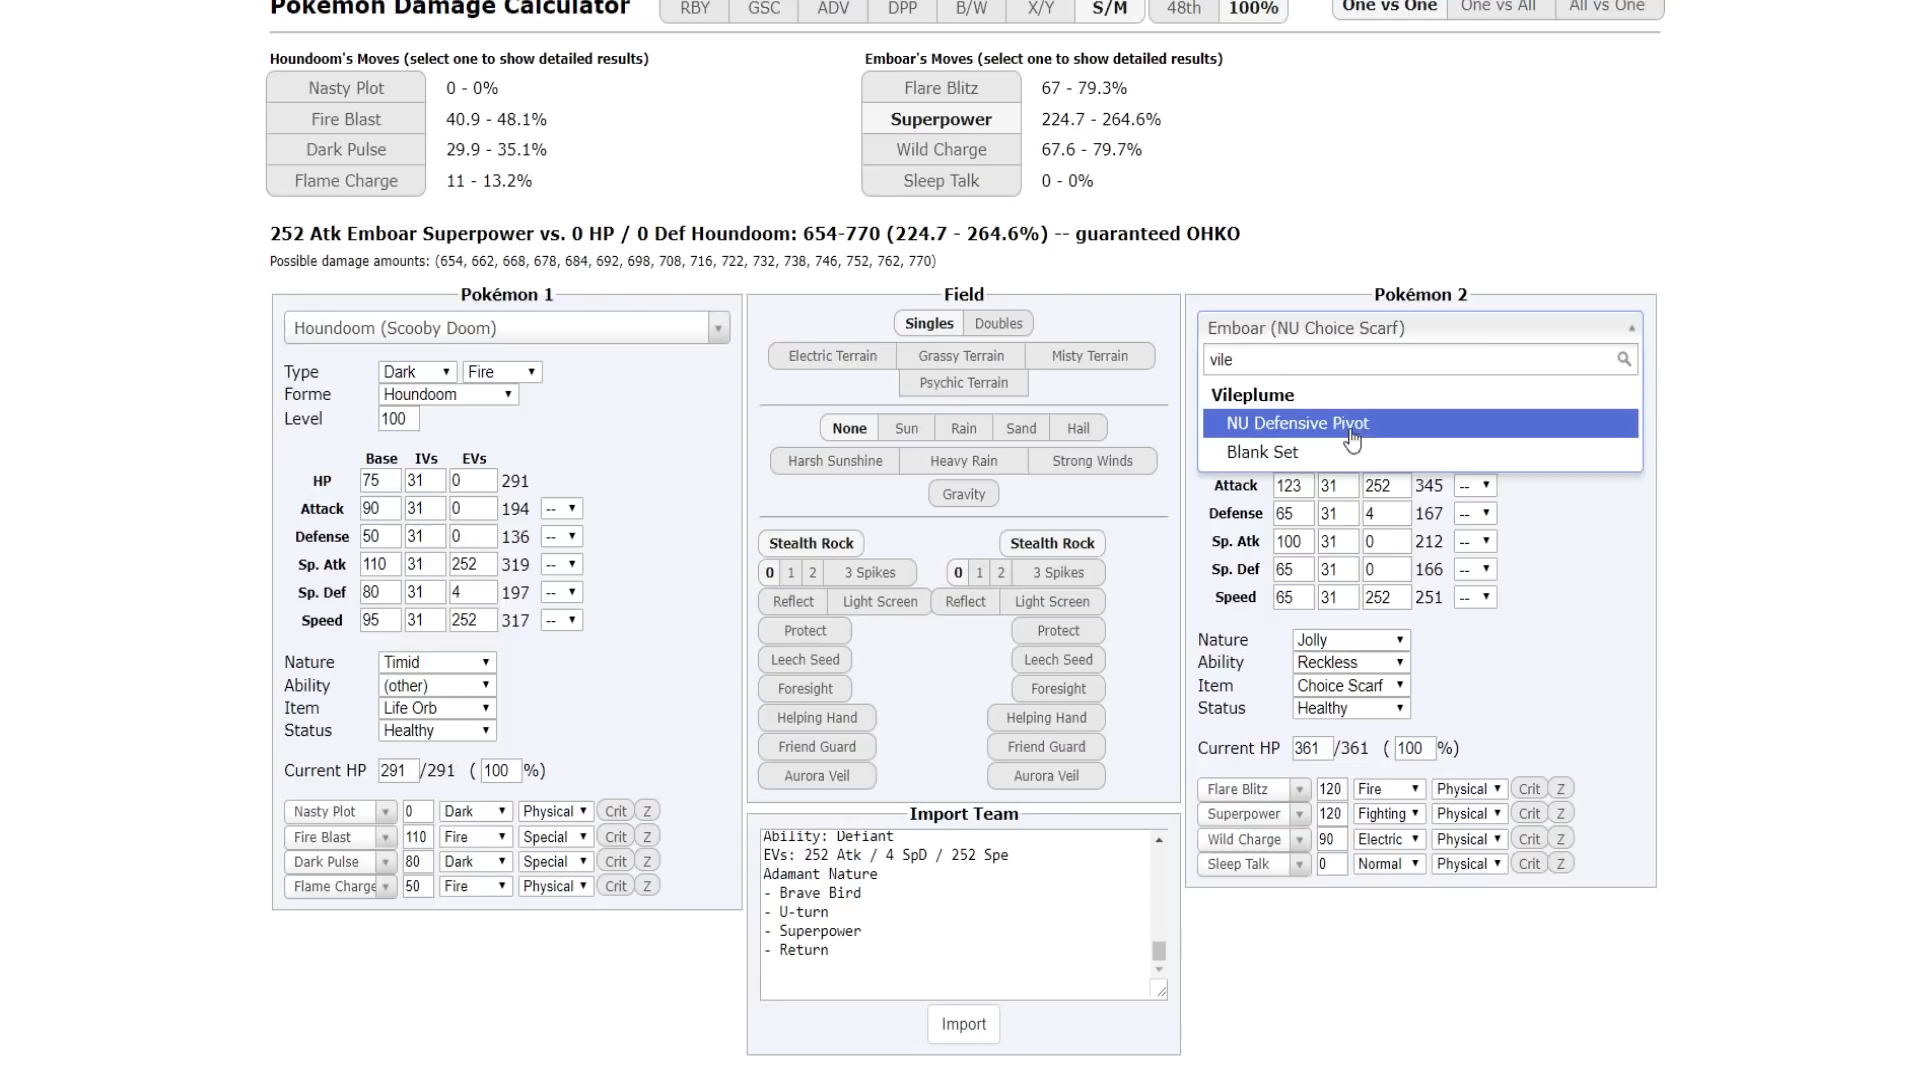 Pokémon Damage Calculator RBY GSC ADV DPP B/W X/Y S/M 48th 100% One vs One One vs All All vs One
Houndoom's Moves (select one to show detailed results)
Nasty Plot 0 - 0%
Fire Blast 40.9 - 48.1%
Dark Pulse 29.9 - 35.1%
Flame Charge 11 - 13.2%
Emboar's Moves (select one to show detailed results)
Flare Blitz 67 - 79.3%
Superpower 224.7 - 264.6%
Wild Charge 67.6 - 79.7%
Sleep Talk 0 - 0%
252 Atk Emboar Superpower vs. 0 HP / 0 Def Houndoom: 654-770 (224.7 - 264.6%) -- guaranteed OHKO
Possible damage amounts: (654, 662, 668, 678, 684, 692, 698, 708, 716, 722, 732, 738, 746, 752, 762, 770)
Pokémon 1
Houndoom (Scooby Doom)
Type Dark Fire
Forme Houndoom
Level 100
Base IVs EVs
HP 75 31 0 291
Attack 90 31 0 194 --
Defense 50 31 0 136 --
Sp. Atk 110 31 252 319 --
Sp. Def 80 31 4 197 --
Speed 95 31 252 317 --
Nature Timid
Ability (other)
Item Life Orb
Status Healthy
Current HP 291 /291 ( 100 %)
Nasty Plot 0 Dark Physical Crit Z
Fire Blast 110 Fire Special Crit Z
Dark Pulse 80 Dark Special Crit Z
Flame Charge 50 Fire Physical Crit Z
Field
Singles Doubles
Electric Terrain Grassy Terrain Misty Terrain
Psychic Terrain
None Sun Rain Sand Hail
Harsh Sunshine Heavy Rain Strong Winds
Gravity
Stealth Rock Stealth Rock
0 1 2 3 Spikes 0 1 2 3 Spikes
Reflect Light Screen Reflect Light Screen
Protect Protect
Leech Seed Leech Seed
Foresight Foresight
Helping Hand Helping Hand
Friend Guard Friend Guard
Aurora Veil Aurora Veil
Import Team
Ability: Defiant
EVs: 252 Atk / 4 SpD / 252 Spe
Adamant Nature
- Brave Bird
- U-turn
- Superpower
- Return
Import
Pokémon 2
Emboar (NU Choice Scarf)
vile
Vileplume
NU Defensive Pivot
Blank Set
Attack 123 31 252 345 --
Defense 65 31 4 167 --
Sp. Atk 100 31 0 212 --
Sp. Def 65 31 0 166 --
Speed 65 31 252 251 --
Nature Jolly
Ability Reckless
Item Choice Scarf
Status Healthy
Current HP 361 /361 ( 100 %)
Flare Blitz 120 Fire Physical Crit Z
Superpower 120 Fighting Physical Crit Z
Wild Charge 90 Electric Physical Crit Z
Sleep Talk 0 Normal Physical Crit Z